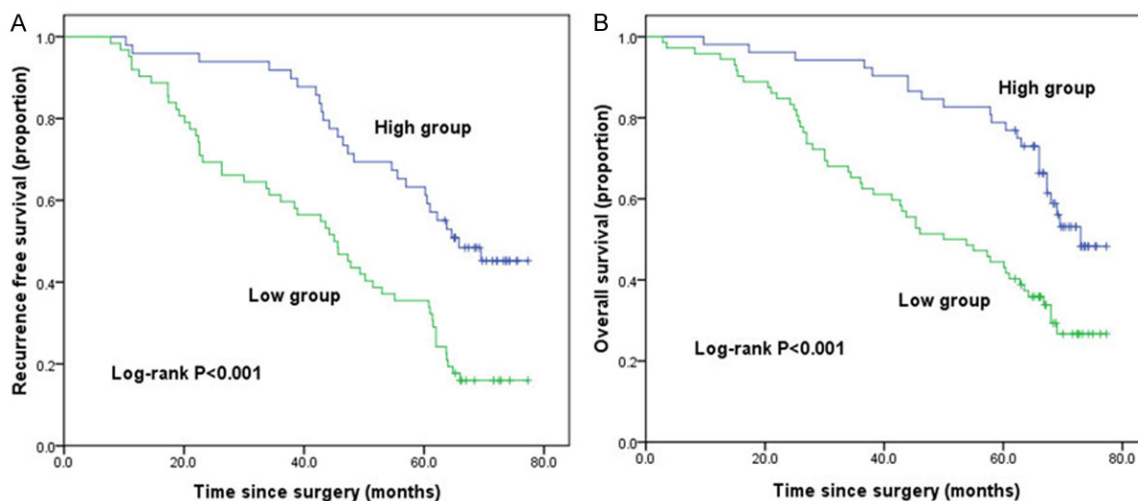 A
Recurrence free survival (proportion)
1.0
0.8
0.6
0.4
0.2
0.0
High group
Low group
Log-rank P<0.001
0.0 20.0 40.0 60.0 80.0
Time since surgery (months)
B
Overall survival (proportion)
1.0
0.8
0.6
0.4
0.2
0.0
High group
Low group
Log-rank P<0.001
0.0 20.0 40.0 60.0 80.0
Time since surgery (months)